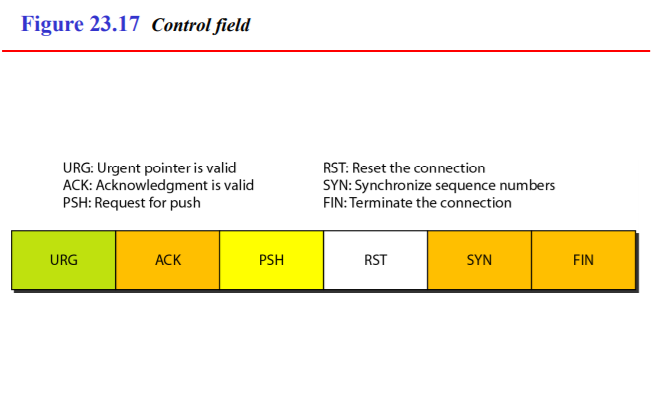 Figure 23.17 Control field
URG: Urgent pointer is valid
ACK: Acknowledgment is valid
PSH: Request for push
RST: Reset the connection
SYN: Synchronize sequence numbers
FIN: Terminate the connection
URG ACK PSH RST SYN FIN